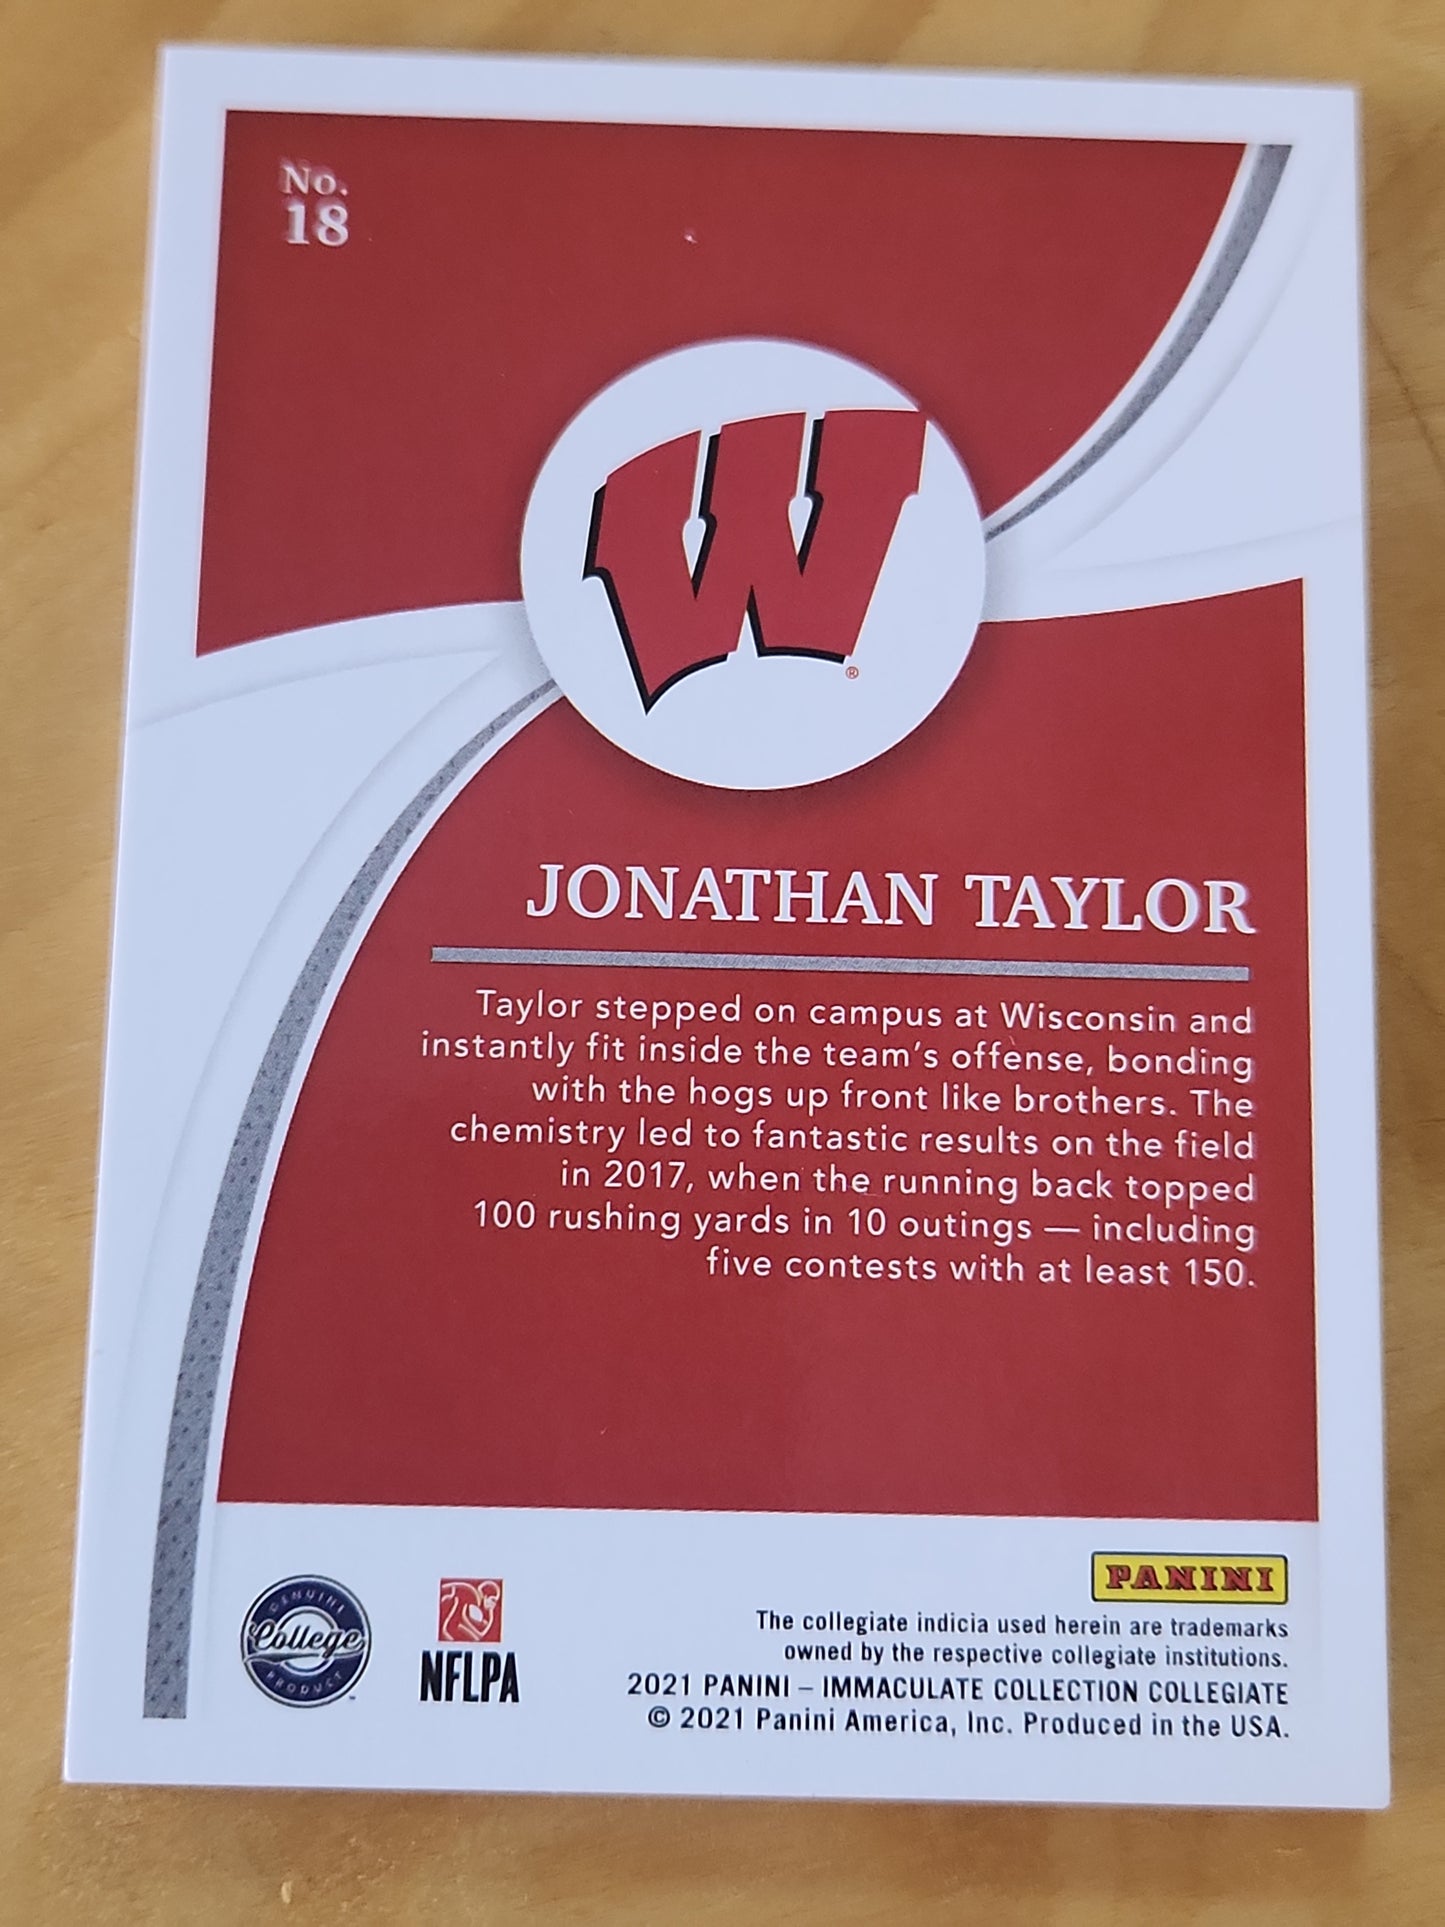 No.
18
W
®
JONATHAN TAYLOR
Taylor stepped on campus at Wisconsin and
instantly fit inside the team's offense, bonding
with the hogs up front like brothers. The
chemistry led to fantastic results on the field
in 2017, when the running back topped
100 rushing yards in 10 outings — including
five contests with at least 150.
PANINI
GENUINE
College
PRODUCT
™
NFLPA
The collegiate indicia used herein are trademarks
owned by the respective collegiate institutions.
2021 PANINI – IMMACULATE COLLECTION COLLEGIATE
© 2021 Panini America, Inc. Produced in the USA.